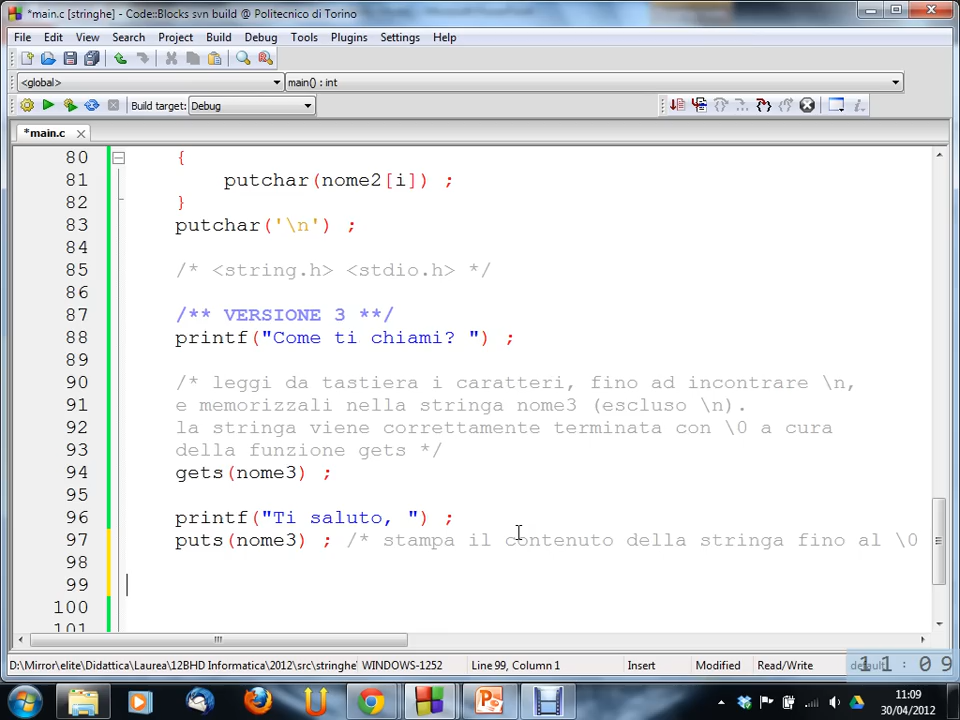 *main.c [stringhe] - Code::Blocks svn build @ Politecnico di Torino
File Edit View Search Project Build Debug Tools Plugins Settings Help
<global> main() : int
Build target: Debug
*main.c
80 {
81 putchar(nome2[i]) ;
82 }
83 putchar('\n') ;
84
85 /* <string.h> <stdio.h> */
86
87 /** VERSIONE 3 **/
88 printf("Come ti chiami? ") ;
89
90 /* leggi da tastiera i caratteri, fino ad incontrare \n,
91 e memorizzali nella stringa nome3 (escluso \n).
92 la stringa viene correttamente terminata con \0 a cura
93 della funzione gets */
94 gets(nome3) ;
95
96 printf("Ti saluto, ") ;
97 puts(nome3) ; /* stampa il contenuto della stringa fino al \0
98
99
100
101
D:\Mirror\elite\Didattica\Laurea\12BHD Informatica\2012\src\stringhe WINDOWS-1252 Line 99, Column 1 Insert Modified Read/Write default
11:09
11:09
30/04/2012